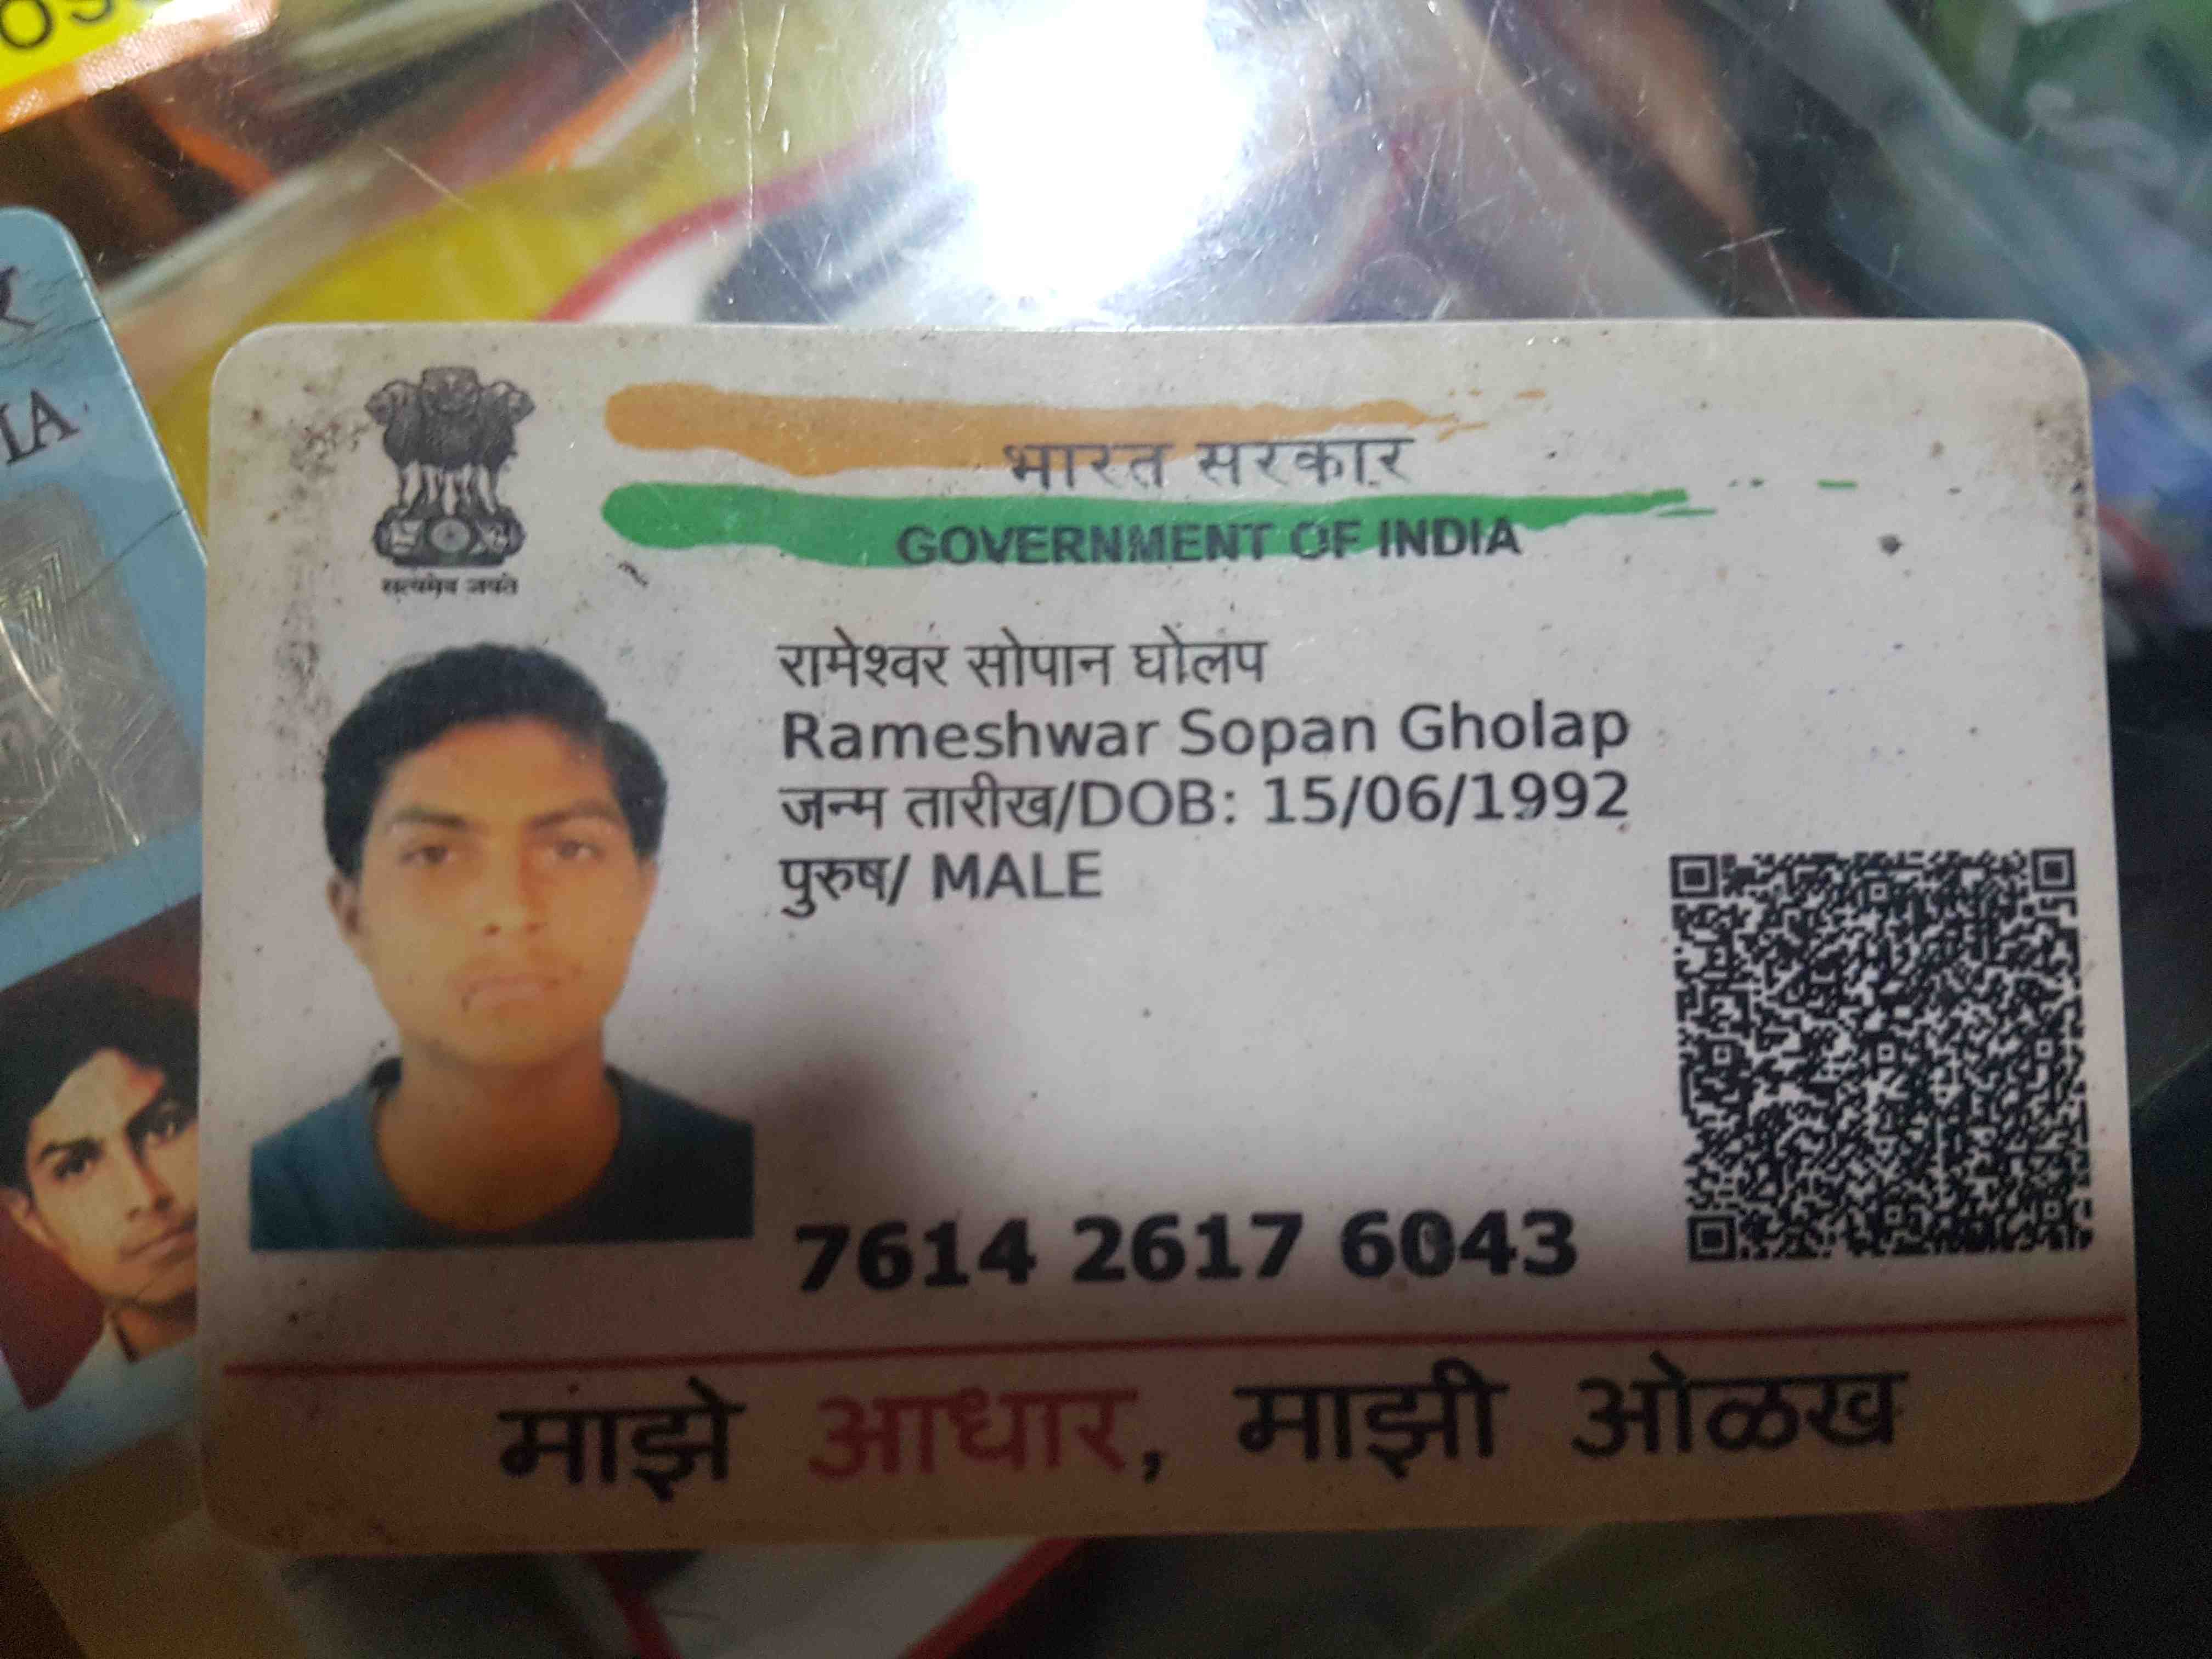 LA
सत्यमेव जयते
भारत सरकार
GOVERNMENT OF INDIA
रामेश्वर सोपान घोलप
Rameshwar Sopan Gholap
जन्म तारीख/DOB: 15/06/1992
पुरुष/ MALE
7614 2617 6043
माझे आधार, माझी ओळख